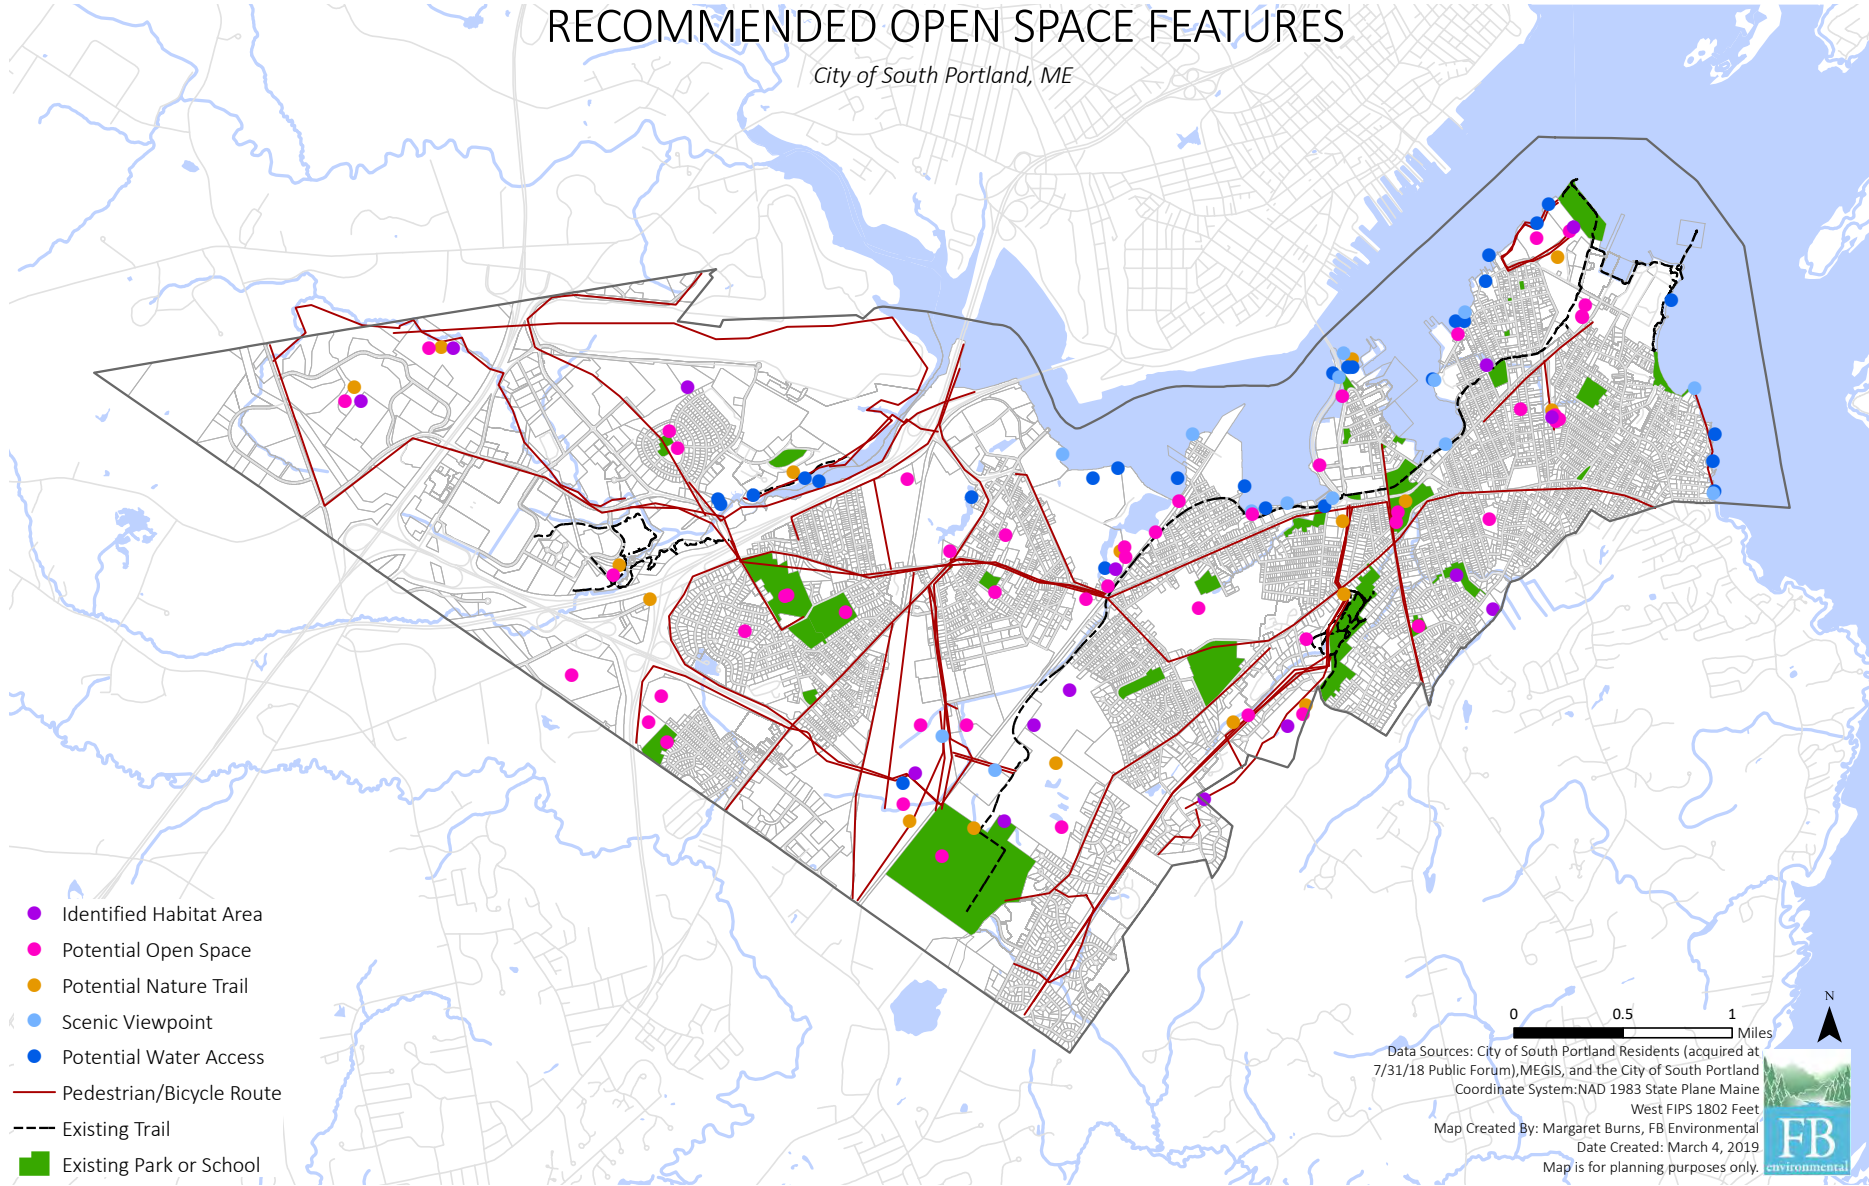 RECOMMENDED OPEN SPACE FEATURES
City of South Portland, ME
Identified Habitat Area
Potential Open Space
Potential Nature Trail
Scenic Viewpoint
Potential Water Access
Pedestrian/Bicycle Route
Existing Trail
Existing Park or School
N
0 0.5 1
Miles
Data Sources: City of South Portland Residents (acquired at
7/31/18 Public Forum),MEGIS, and the City of South Portland
Coordinate System:NAD 1983 State Plane Maine
West FIPS 1802 Feet
Map Created By: Margaret Burns, FB Environmental
Date Created: March 4, 2019
Map is for planning purposes only.
FB
environmental